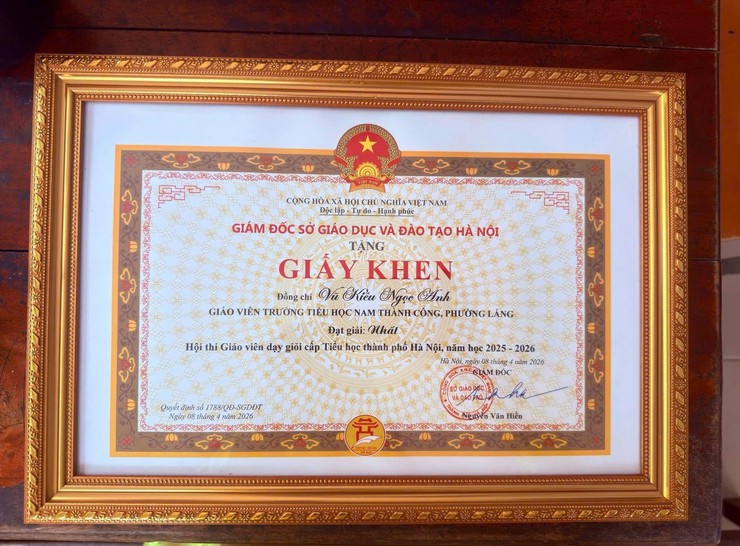 CỘNG HÒA XÃ HỘI CHỦ NGHĨA VIỆT NAM
Độc lập - Tự do - Hạnh phúc
GIÁM ĐỐC SỞ GIÁO DỤC VÀ ĐÀO TẠO HÀ NỘI
TẶNG
GIẤY KHEN
Đồng chí Vũ Kiều Ngọc Anh
GIÁO VIÊN TRƯỜNG TIỂU HỌC NAM THÀNH CÔNG, PHƯỜNG LÁNG
Đạt giải: Nhất
Hội thi Giáo viên dạy giỏi cấp Tiểu học thành phố Hà Nội, năm học 2025 - 2026
Hà Nội, ngày 08 tháng 4 năm 2026
GIÁM ĐỐC
SỞ GIÁO DỤC
VÀ ĐÀO TẠO
Quyết định số 1788/QĐ-SGDĐT
Ngày 08 tháng 4 năm 2026
Nguyễn Văn Hiền